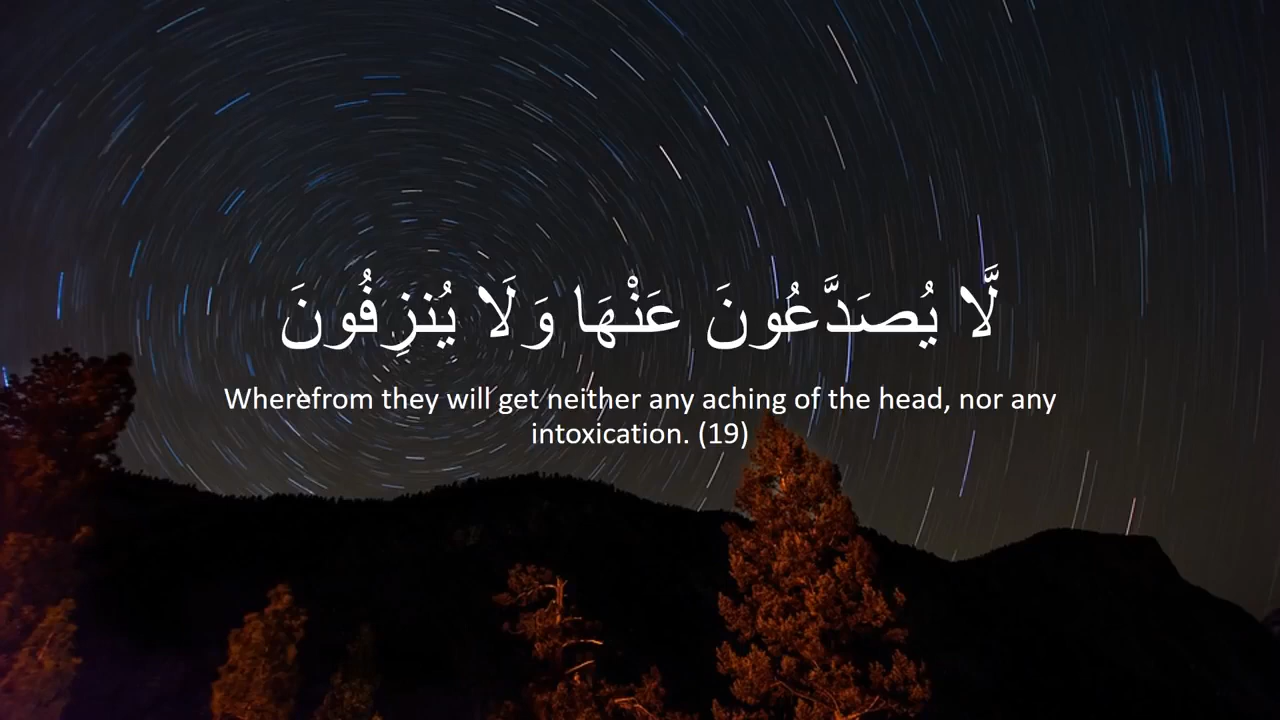 لَّا يُصَدَّعُونَ عَنْهَا وَلَا يُنزِفُونَ
Wherefrom they will get neither any aching of the head, nor any
intoxication. (19)